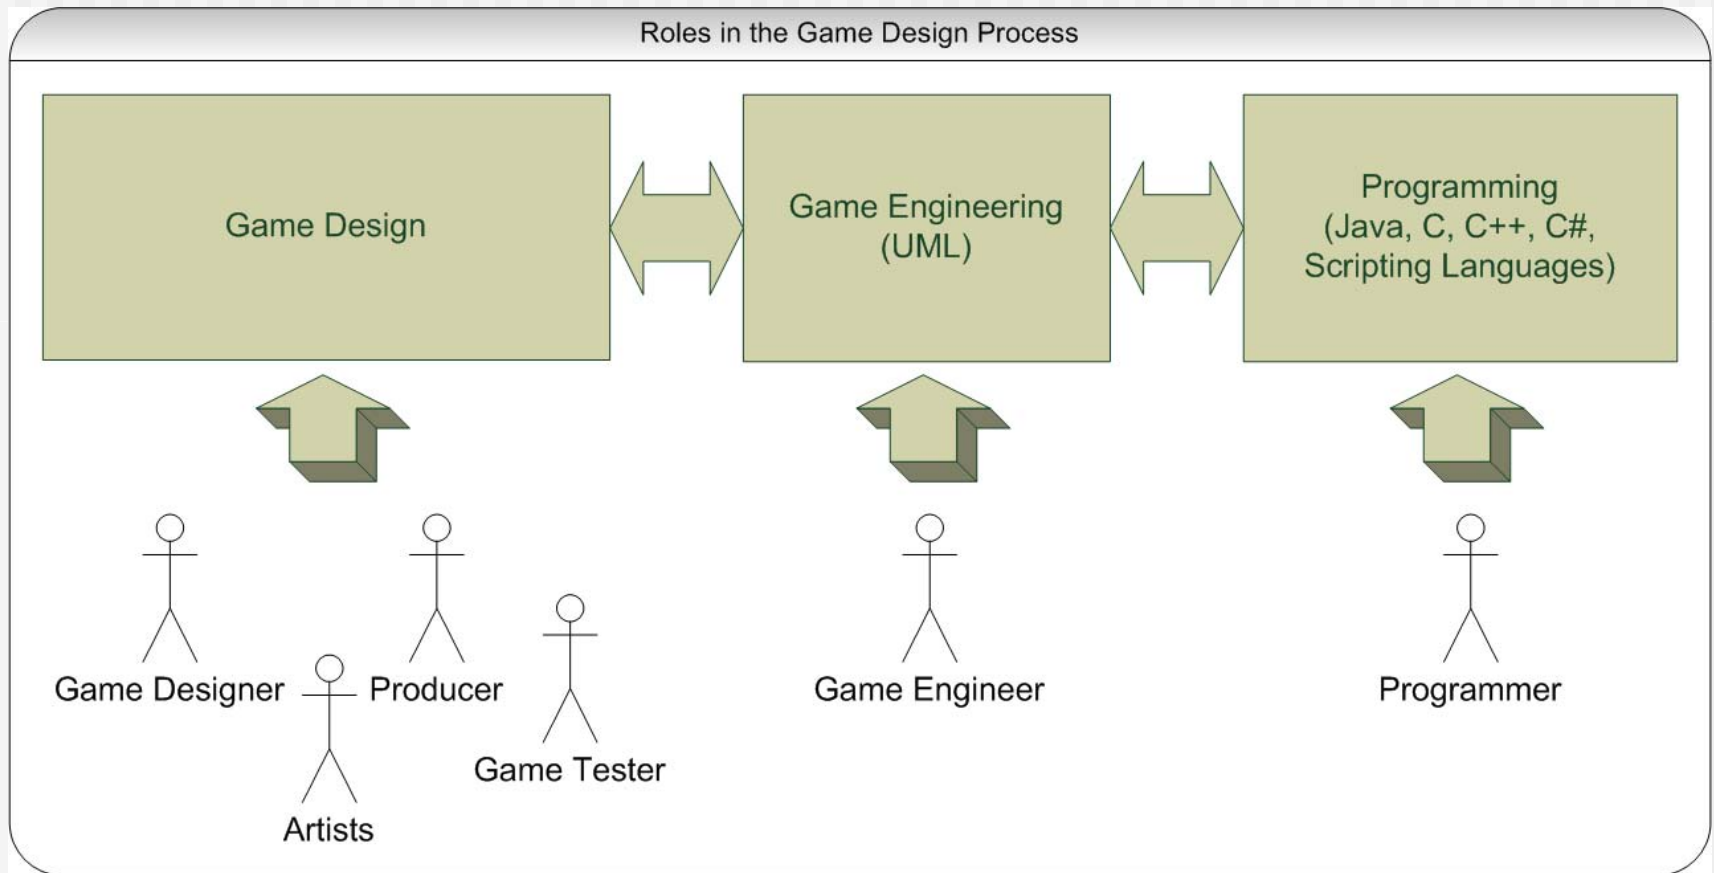 Roles in the Game Design Process
Game Design
Game Engineering
(UML)
Programming
(Java, C, C++, C#,
Scripting Languages)
Game Designer
Producer
Game Tester
Artists
Game Engineer
Programmer